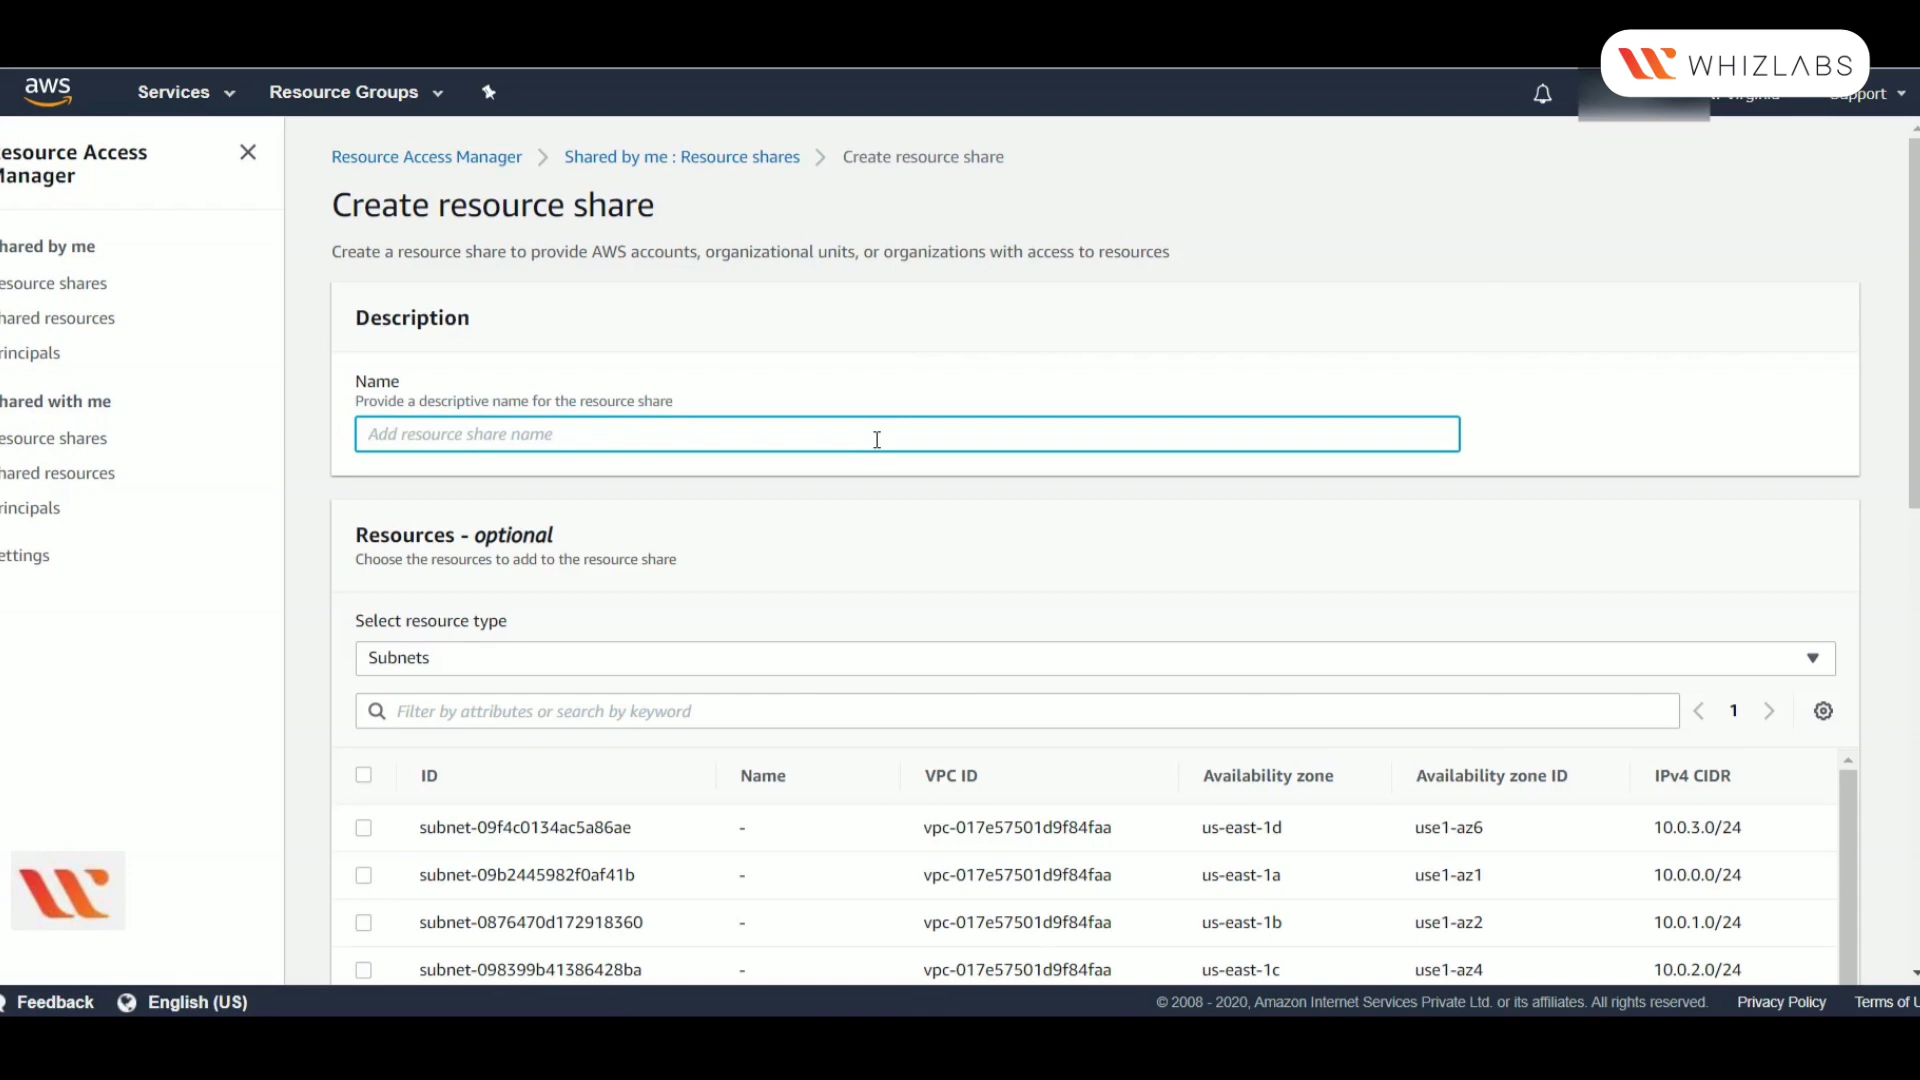 WHIZLABS
aws
Services
Resource Groups
Support
esource Access
anager
hared by me
esource shares
hared resources
rincipals
hared with me
esource shares
hared resources
rincipals
ettings
Resource Access Manager
Shared by me : Resource shares
Create resource share
Create resource share
Create a resource share to provide AWS accounts, organizational units, or organizations with access to resources
Description
Name
Provide a descriptive name for the resource share
Add resource share name
Resources - optional
Choose the resources to add to the resource share
Select resource type
Subnets
Filter by attributes or search by keyword
1
ID Name VPC ID Availability zone Availability zone ID IPv4 CIDR
subnet-09f4c0134ac5a86ae - vpc-017e57501d9f84faa us-east-1d use1-az6 10.0.3.0/24
subnet-09b2445982f0af41b - vpc-017e57501d9f84faa us-east-1a use1-az1 10.0.0.0/24
subnet-0876470d172918360 - vpc-017e57501d9f84faa us-east-1b use1-az2 10.0.1.0/24
subnet-098399b41386428ba - vpc-017e57501d9f84faa us-east-1c use1-az4 10.0.2.0/24
Feedback
English (US)
© 2008 - 2020, Amazon Internet Services Private Ltd. or its affiliates. All rights reserved.
Privacy Policy
Terms of U